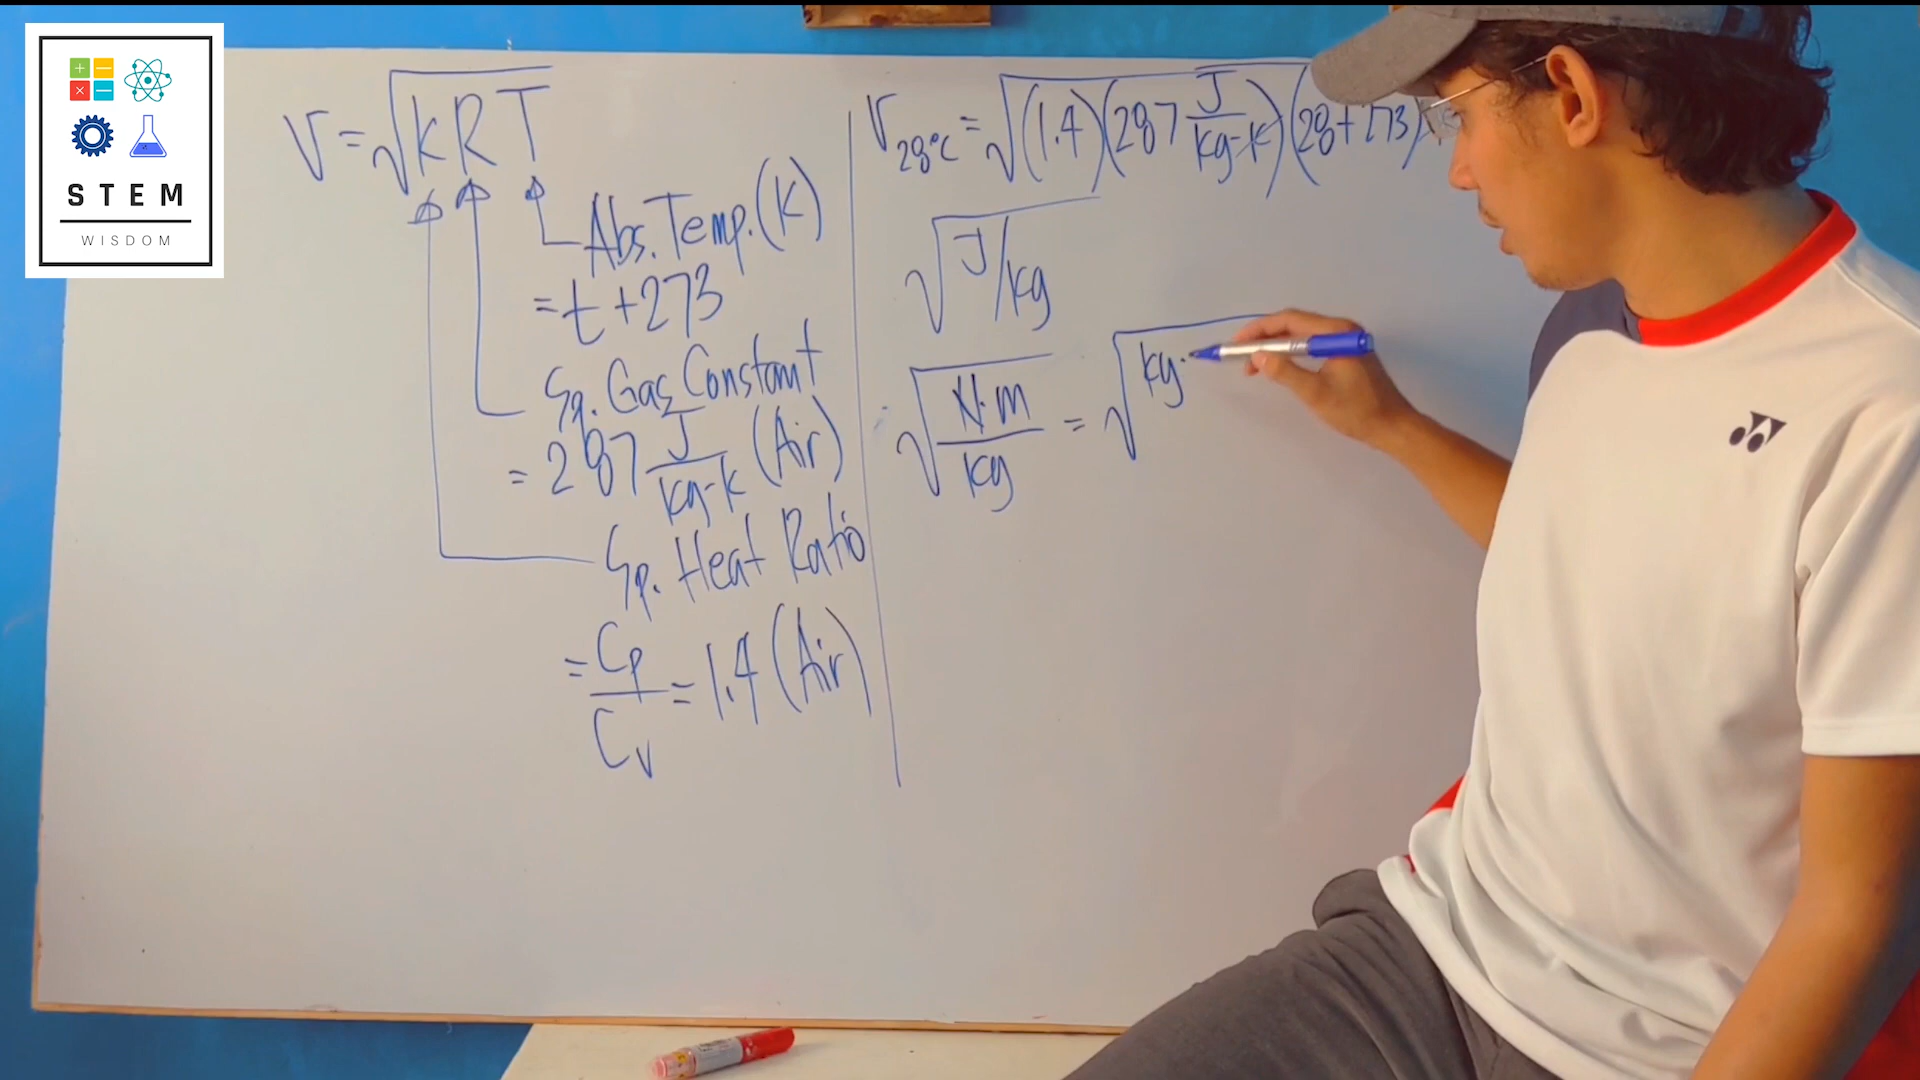 STEM
WISDOM
V = √kRT
Abs. Temp. (K)
= t + 273
Sp. Gas Constant
= 287 J/kg-K (Air)
Sp. Heat Ratio
= Cp/Cv = 1.4 (Air)
V28°C = √(1.4)(287 J/kg-K)(28+273)
√J/kg
√N·m/kg = √kg·